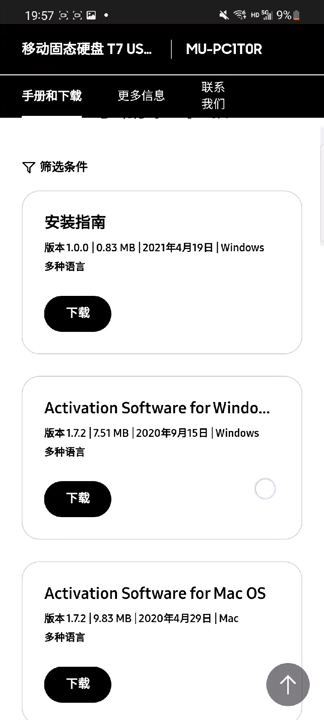 19:57
HD 5G 9%
移动固态硬盘 T7 US... MU-PC1T0R
手册和下载 更多信息 联系
我们
筛选条件
安装指南
版本 1.0.0 | 0.83 MB | 2021年4月19日 | Windows
多种语言
下载
Activation Software for Windo...
版本 1.7.2 | 7.51 MB | 2020年9月15日 | Windows
多种语言
下载
Activation Software for Mac OS
版本 1.7.2 | 9.83 MB | 2020年4月29日 | Mac
多种语言
下载